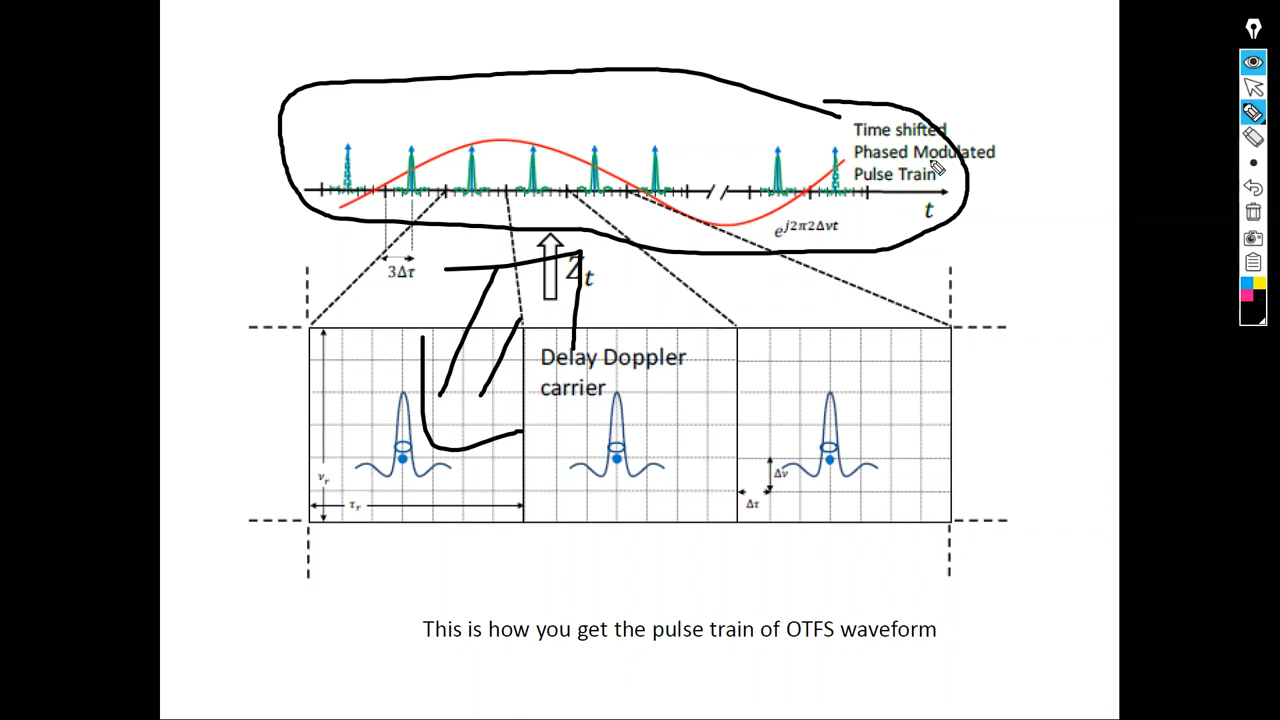 Time shifted
Phased Modulated
Pulse Train
t
e^{j2π2Δνt}
3Δτ
Z_t
Delay Doppler
carrier
ν_r
Δν
τ_r
Δτ
This is how you get the pulse train of OTFS waveform